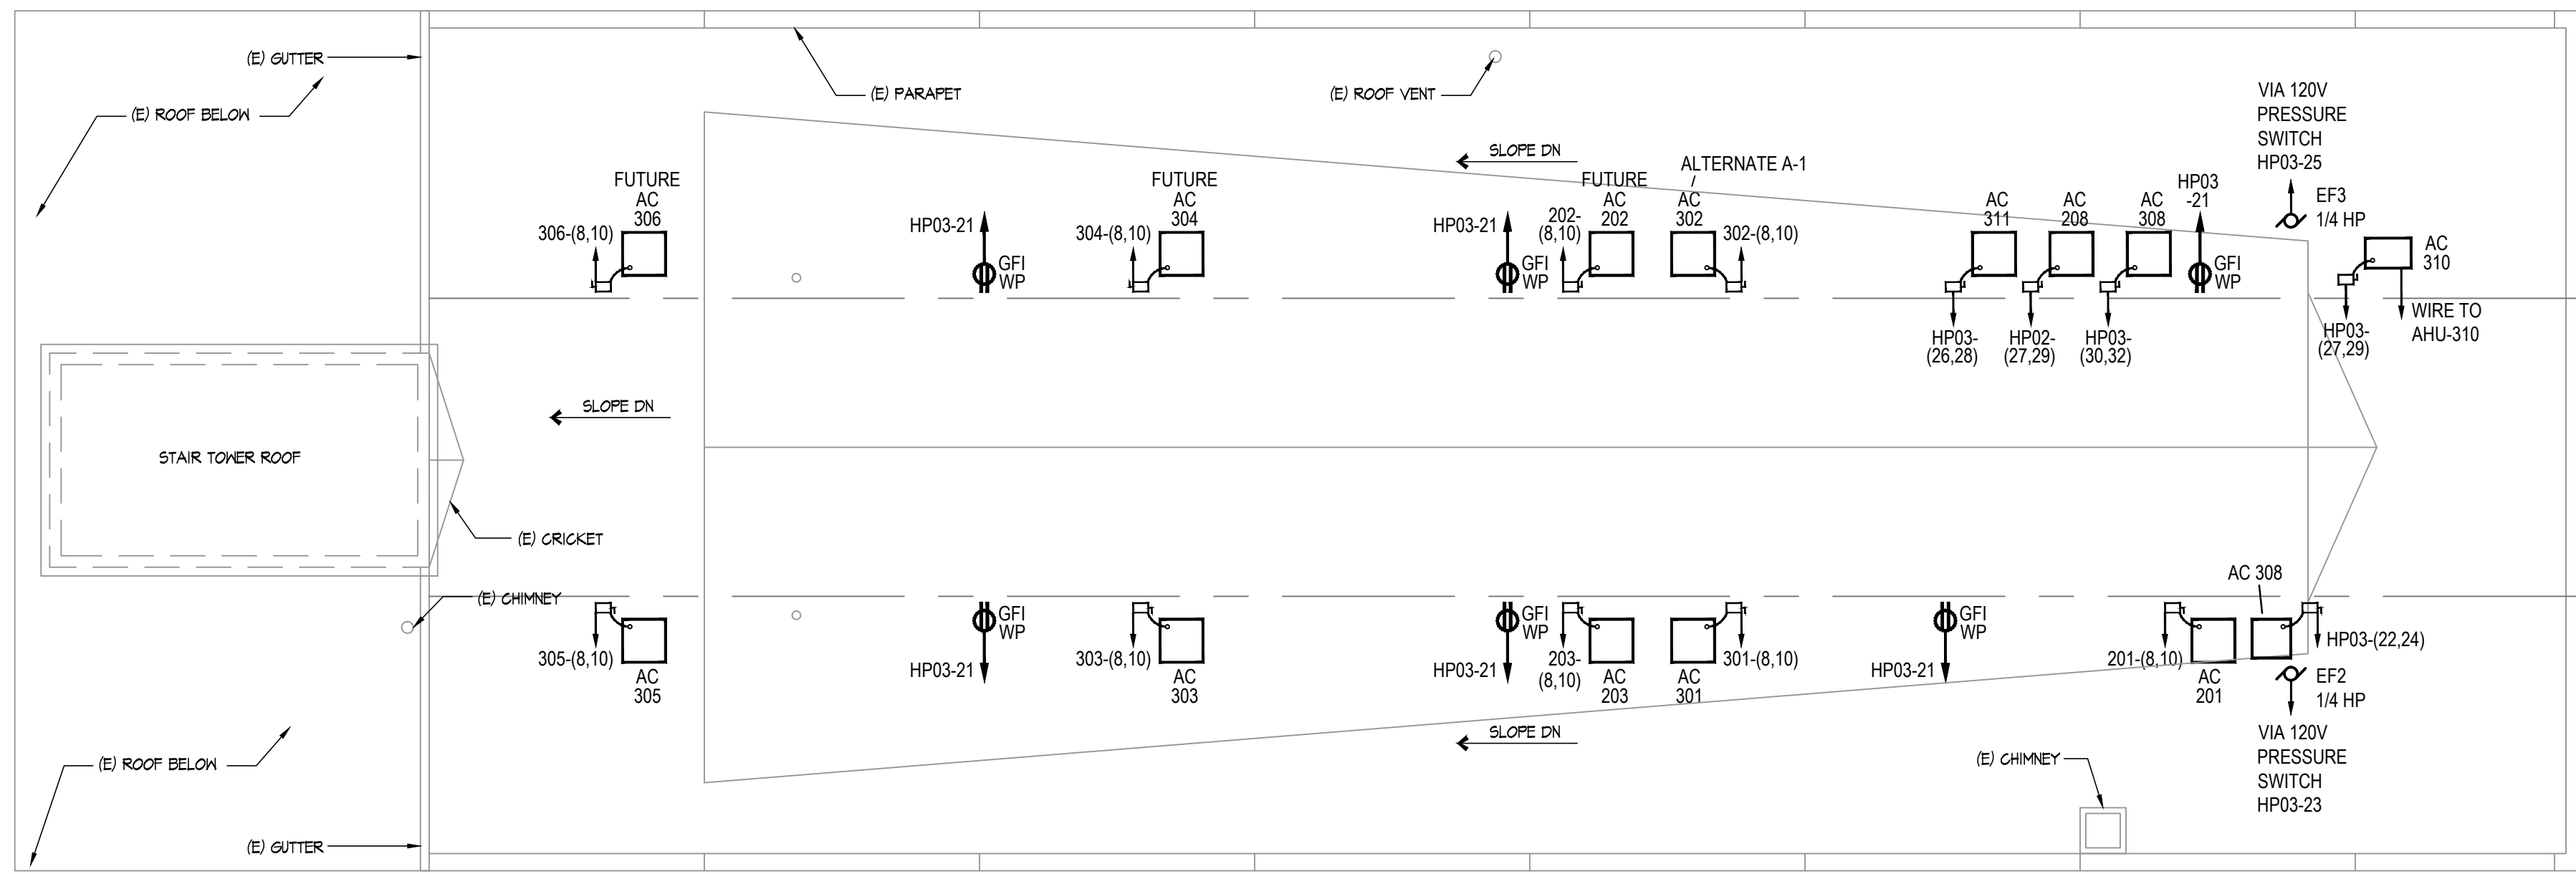 (E) GUTTER
(E) ROOF BELOW
(E) PARAPET
(E) ROOF VENT
SLOPE DN
ALTERNATE A-1
VIA 120V
PRESSURE
SWITCH
HP03-25
EF3
1/4 HP
FUTURE
AC
306
306-(8,10)
HP03-21
GFI
WP
FUTURE
AC
304
304-(8,10)
HP03-21
GFI
WP
FUTURE
AC
202
202-
(8,10)
AC
302
302-(8,10)
AC
311
AC
208
AC
308
HP03
-21
GFI
WP
AC
310
HP03-
(26,28)
HP02-
(27,29)
HP03-
(30,32)
HP03-
(27,29)
WIRE TO
AHU-310
SLOPE DN
STAIR TOWER ROOF
(E) CRICKET
(E) CHIMNEY
305-(8,10)
AC
305
GFI
WP
HP03-21
303-(8,10)
AC
303
GFI
WP
HP03-21
203-
(8,10)
AC
203
AC
301
301-(8,10)
GFI
WP
HP03-21
201-(8,10)
AC
201
AC 308
HP03-(22,24)
EF2
1/4 HP
VIA 120V
PRESSURE
SWITCH
HP03-23
SLOPE DN
(E) CHIMNEY
(E) ROOF BELOW
(E) GUTTER